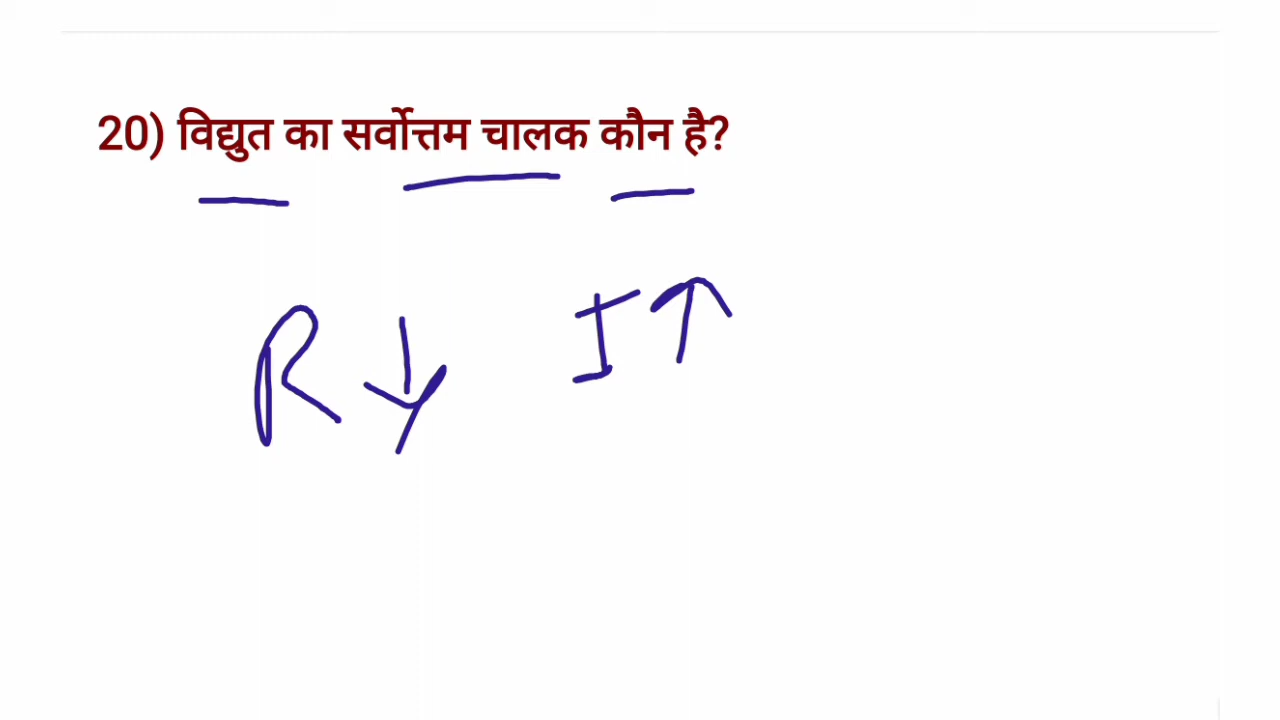 20) विद्युत का सर्वोत्तम चालक कौन है?
R ↓ I ↑